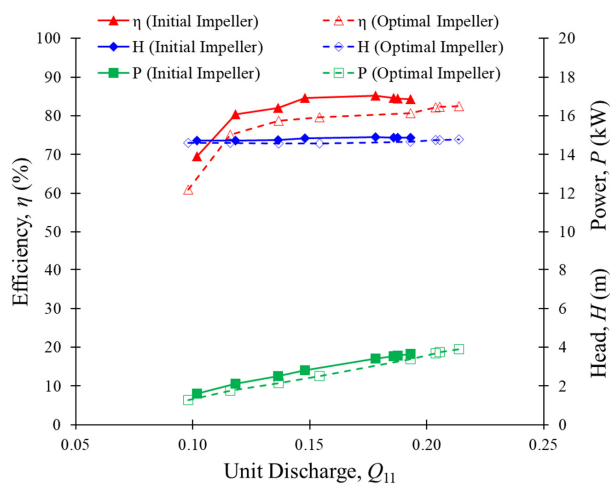 η (Initial Impeller)
η (Optimal Impeller)
H (Initial Impeller)
H (Optimal Impeller)
P (Initial Impeller)
P (Optimal Impeller)
100
90
80
70
60
50
40
30
20
10
0
Efficiency, η (%)
20
18
16
14
12
10
8
6
4
2
0
Power, P (kW)
Head, H (m)
0.05
0.10
0.15
0.20
0.25
Unit Discharge, Q₁₁